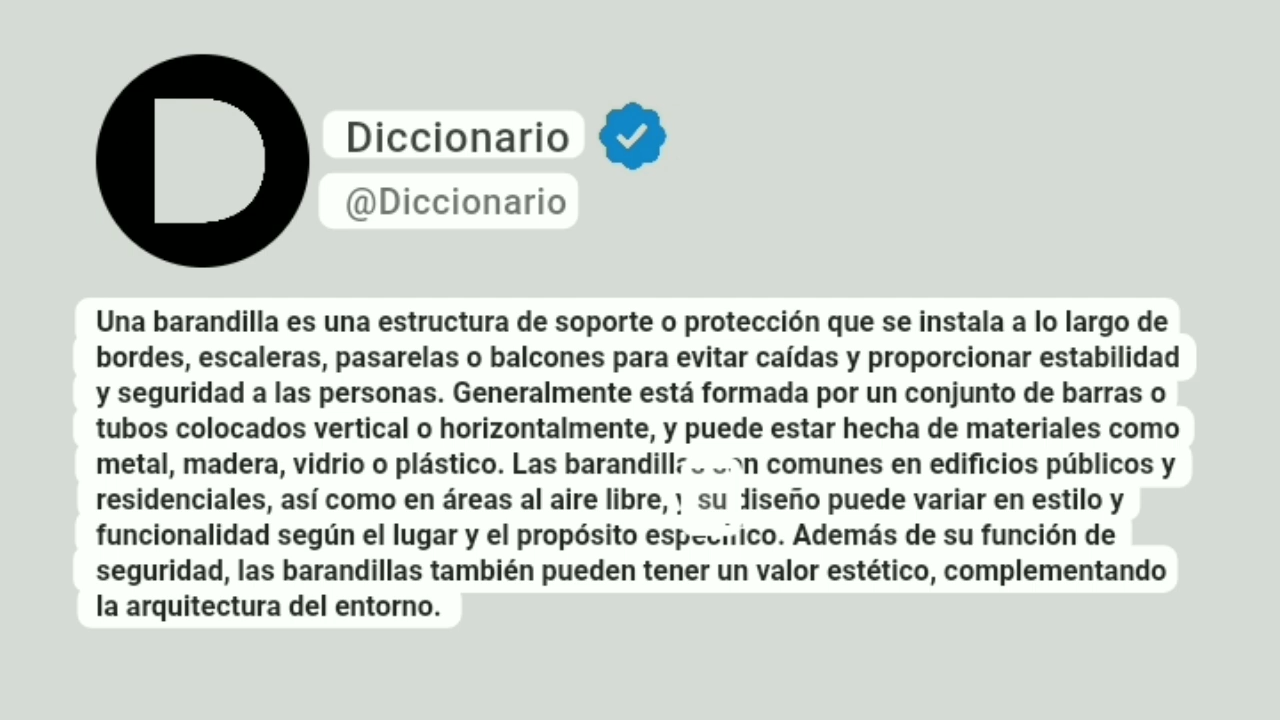 D
Diccionario
@Diccionario
Una barandilla es una estructura de soporte o protección que se instala a lo largo de
bordes, escaleras, pasarelas o balcones para evitar caídas y proporcionar estabilidad
y seguridad a las personas. Generalmente está formada por un conjunto de barras o
tubos colocados vertical o horizontalmente, y puede estar hecha de materiales como
metal, madera, vidrio o plástico. Las barandillas son comunes en edificios públicos y
residenciales, así como en áreas al aire libre, y su diseño puede variar en estilo y
funcionalidad según el lugar y el propósito específico. Además de su función de
seguridad, las barandillas también pueden tener un valor estético, complementando
la arquitectura del entorno.